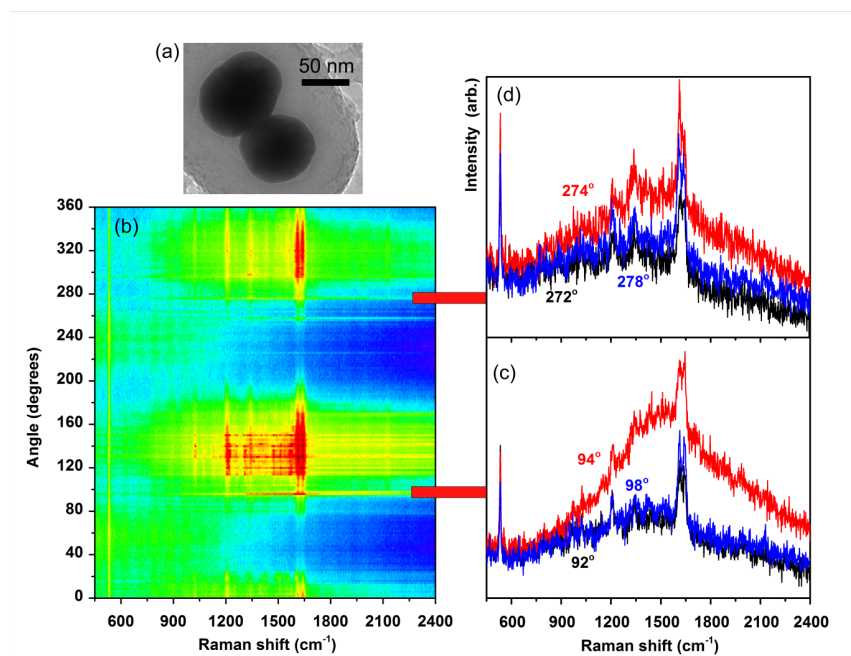 (a)
50 nm
(b)
360
320
280
240
200
160
120
80
40
0
Angle (degrees)
600 900 1200 1500 1800 2100 2400
Raman shift (cm⁻¹)
(d)
Intensity (arb.)
274°
272°
278°
(c)
94°
98°
92°
600 900 1200 1500 1800 2100 2400
Raman shift (cm⁻¹)